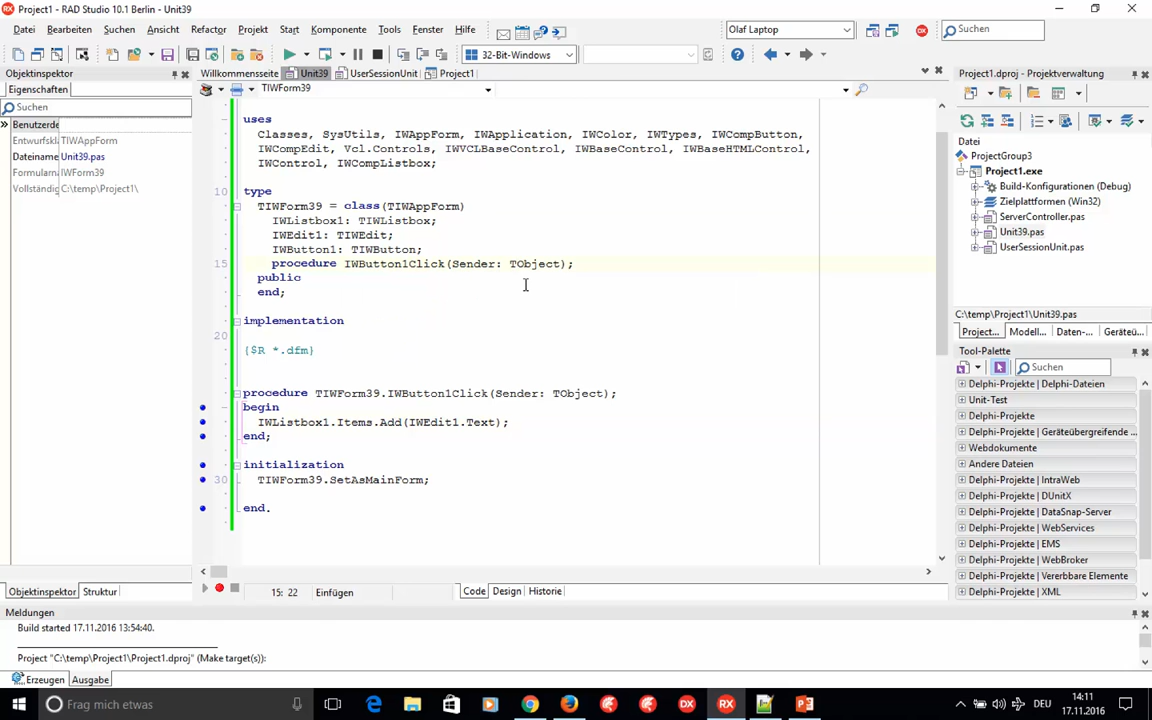 Project1 - RAD Studio 10.1 Berlin - Unit39
Datei Bearbeiten Suchen Ansicht Refactor Projekt Start Komponente Tools Fenster Hilfe
Olaf Laptop
Suchen
32-Bit-Windows
Objektinspektor
Eigenschaften
Suchen
Benutzerde
Entwurfskl TIWAppForm
Dateiname Unit39.pas
Formularna IWForm39
Vollständig C:\temp\Project1\
Objektinspektor Struktur
Willkommensseite Unit39 UserSessionUnit Project1
TIWForm39
uses
Classes, SysUtils, IWAppForm, IWApplication, IWColor, IWTypes, IWCompButton,
IWCompEdit, Vcl.Controls, IWVCLBaseControl, IWBaseControl, IWBaseHTMLControl,
IWControl, IWCompListbox;
10 type
TIWForm39 = class(TIWAppForm)
IWListbox1: TIWListbox;
IWEdit1: TIWEdit;
IWButton1: TIWButton;
15 procedure IWButton1Click(Sender: TObject);
public
end;
implementation
20
{$R *.dfm}
procedure TIWForm39.IWButton1Click(Sender: TObject);
begin
IWListbox1.Items.Add(IWEdit1.Text);
end;
initialization
30 TIWForm39.SetAsMainForm;
end.
15: 22 Einfügen Code Design Historie
Project1.dproj - Projektverwaltung
Datei
ProjectGroup3
Project1.exe
Build-Konfigurationen (Debug)
Zielplattformen (Win32)
ServerController.pas
Unit39.pas
UserSessionUnit.pas
C:\temp\Project1\Unit39.pas
Project... Modell... Daten-... Geräteü...
Tool-Palette
Suchen
Delphi-Projekte | Delphi-Dateien
Unit-Test
Delphi-Projekte
Delphi-Projekte | Geräteübergreifende ...
Webdokumente
Andere Dateien
Delphi-Projekte | IntraWeb
Delphi-Projekte | DUnitX
Delphi-Projekte | DataSnap-Server
Delphi-Projekte | WebServices
Delphi-Projekte | EMS
Delphi-Projekte | WebBroker
Delphi-Projekte | Vererbbare Elemente
Delphi-Projekte | XML
Meldungen
Build started 17.11.2016 13:54:40.
Project "C:\temp\Project1\Project1.dproj" (Make target(s)):
Erzeugen Ausgabe
Frag mich etwas
DX
RX
DEU
14:11
17.11.2016